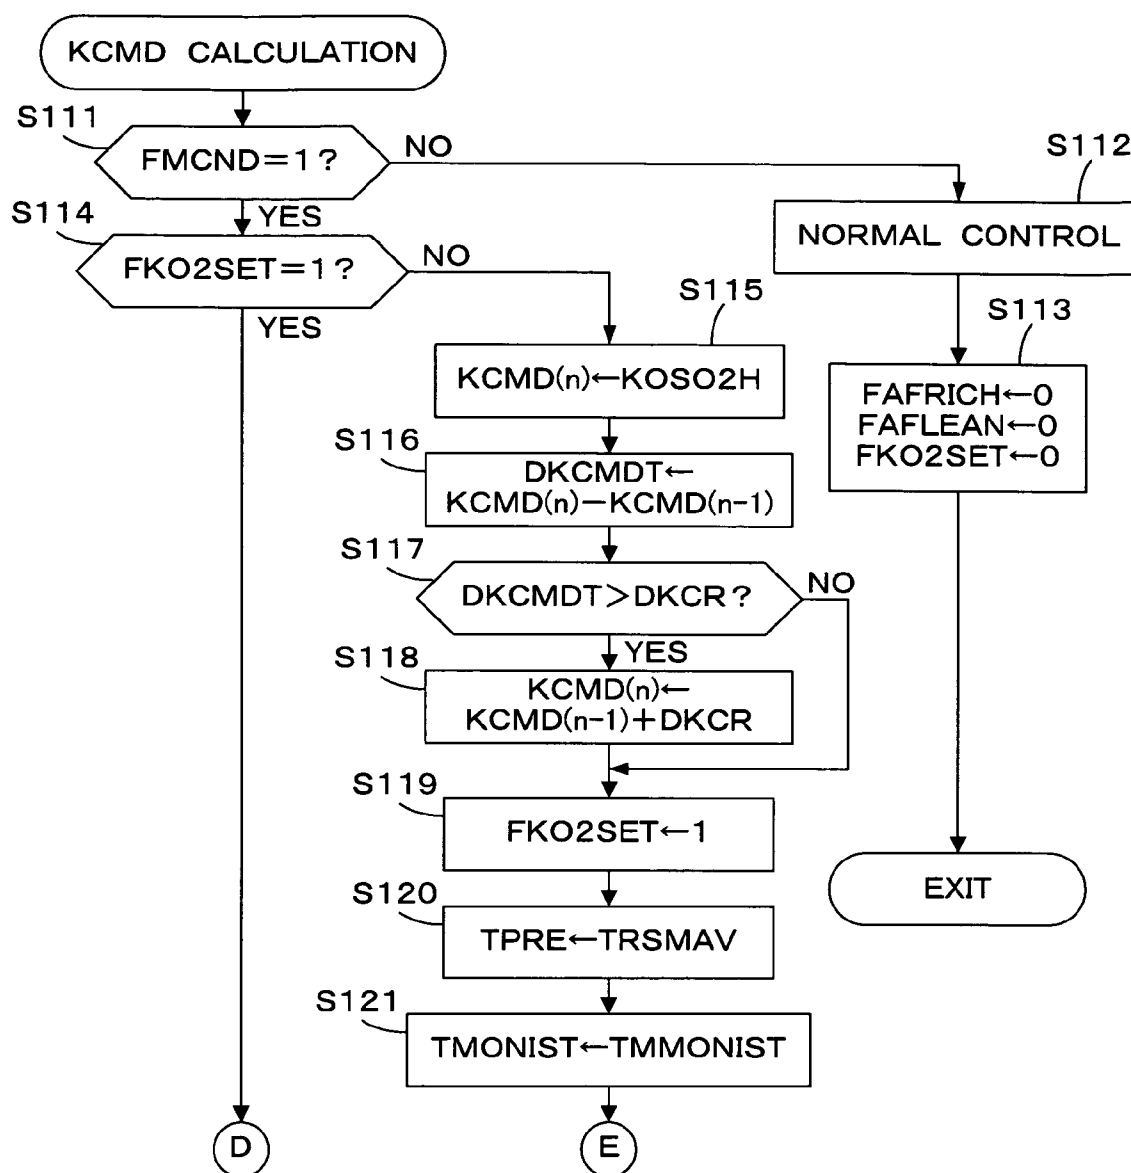 KCMD CALCULATION
S111
FMCND=1?
NO
YES
S112
NORMAL CONTROL
S113
FAFRICH←0
FAFLEAN←0
FKO2SET←0
EXIT
S114
FKO2SET=1?
NO
YES
S115
KCMD(n)←KOSO2H
S116
DKCMDT←
KCMD(n)−KCMD(n-1)
S117
DKCMDT>DKCR?
NO
YES
S118
KCMD(n)←
KCMD(n-1)+DKCR
S119
FKO2SET←1
S120
TPRE←TRSMAV
S121
TMONIST←TMMONIST
D
E